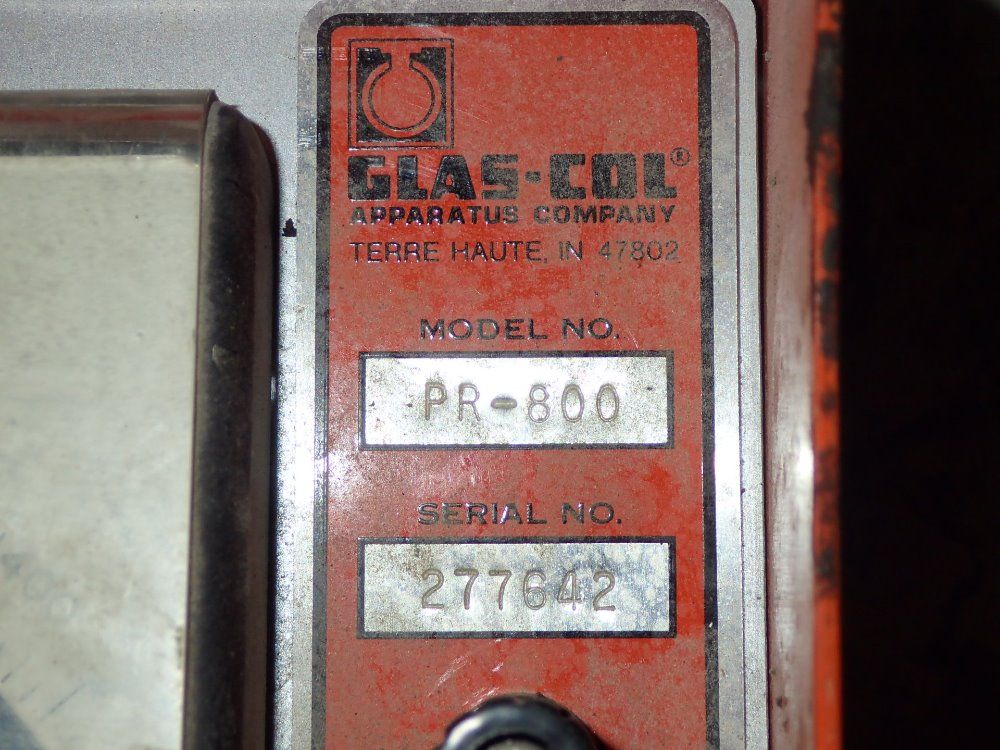 GLAS-COL®
APPARATUS COMPANY
TERRE HAUTE, IN 47802
MODEL NO.
PR-800
SERIAL NO.
277642